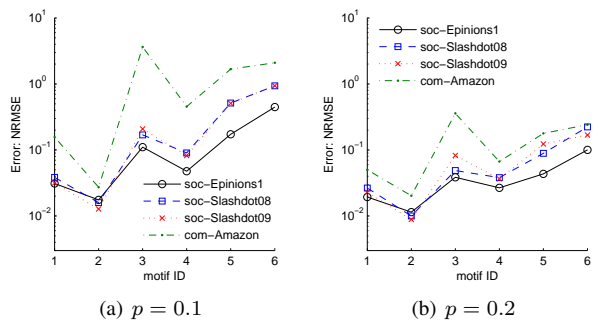 Error: NRMSE
10^1
10^0
10^−1
10^−2
1 2 3 4 5 6
motif ID
soc−Epinions1
soc−Slashdot08
soc−Slashdot09
com−Amazon
(a) p = 0.1
Error: NRMSE
10^1
10^0
10^−1
10^−2
1 2 3 4 5 6
motif ID
soc−Epinions1
soc−Slashdot08
soc−Slashdot09
com−Amazon
(b) p = 0.2